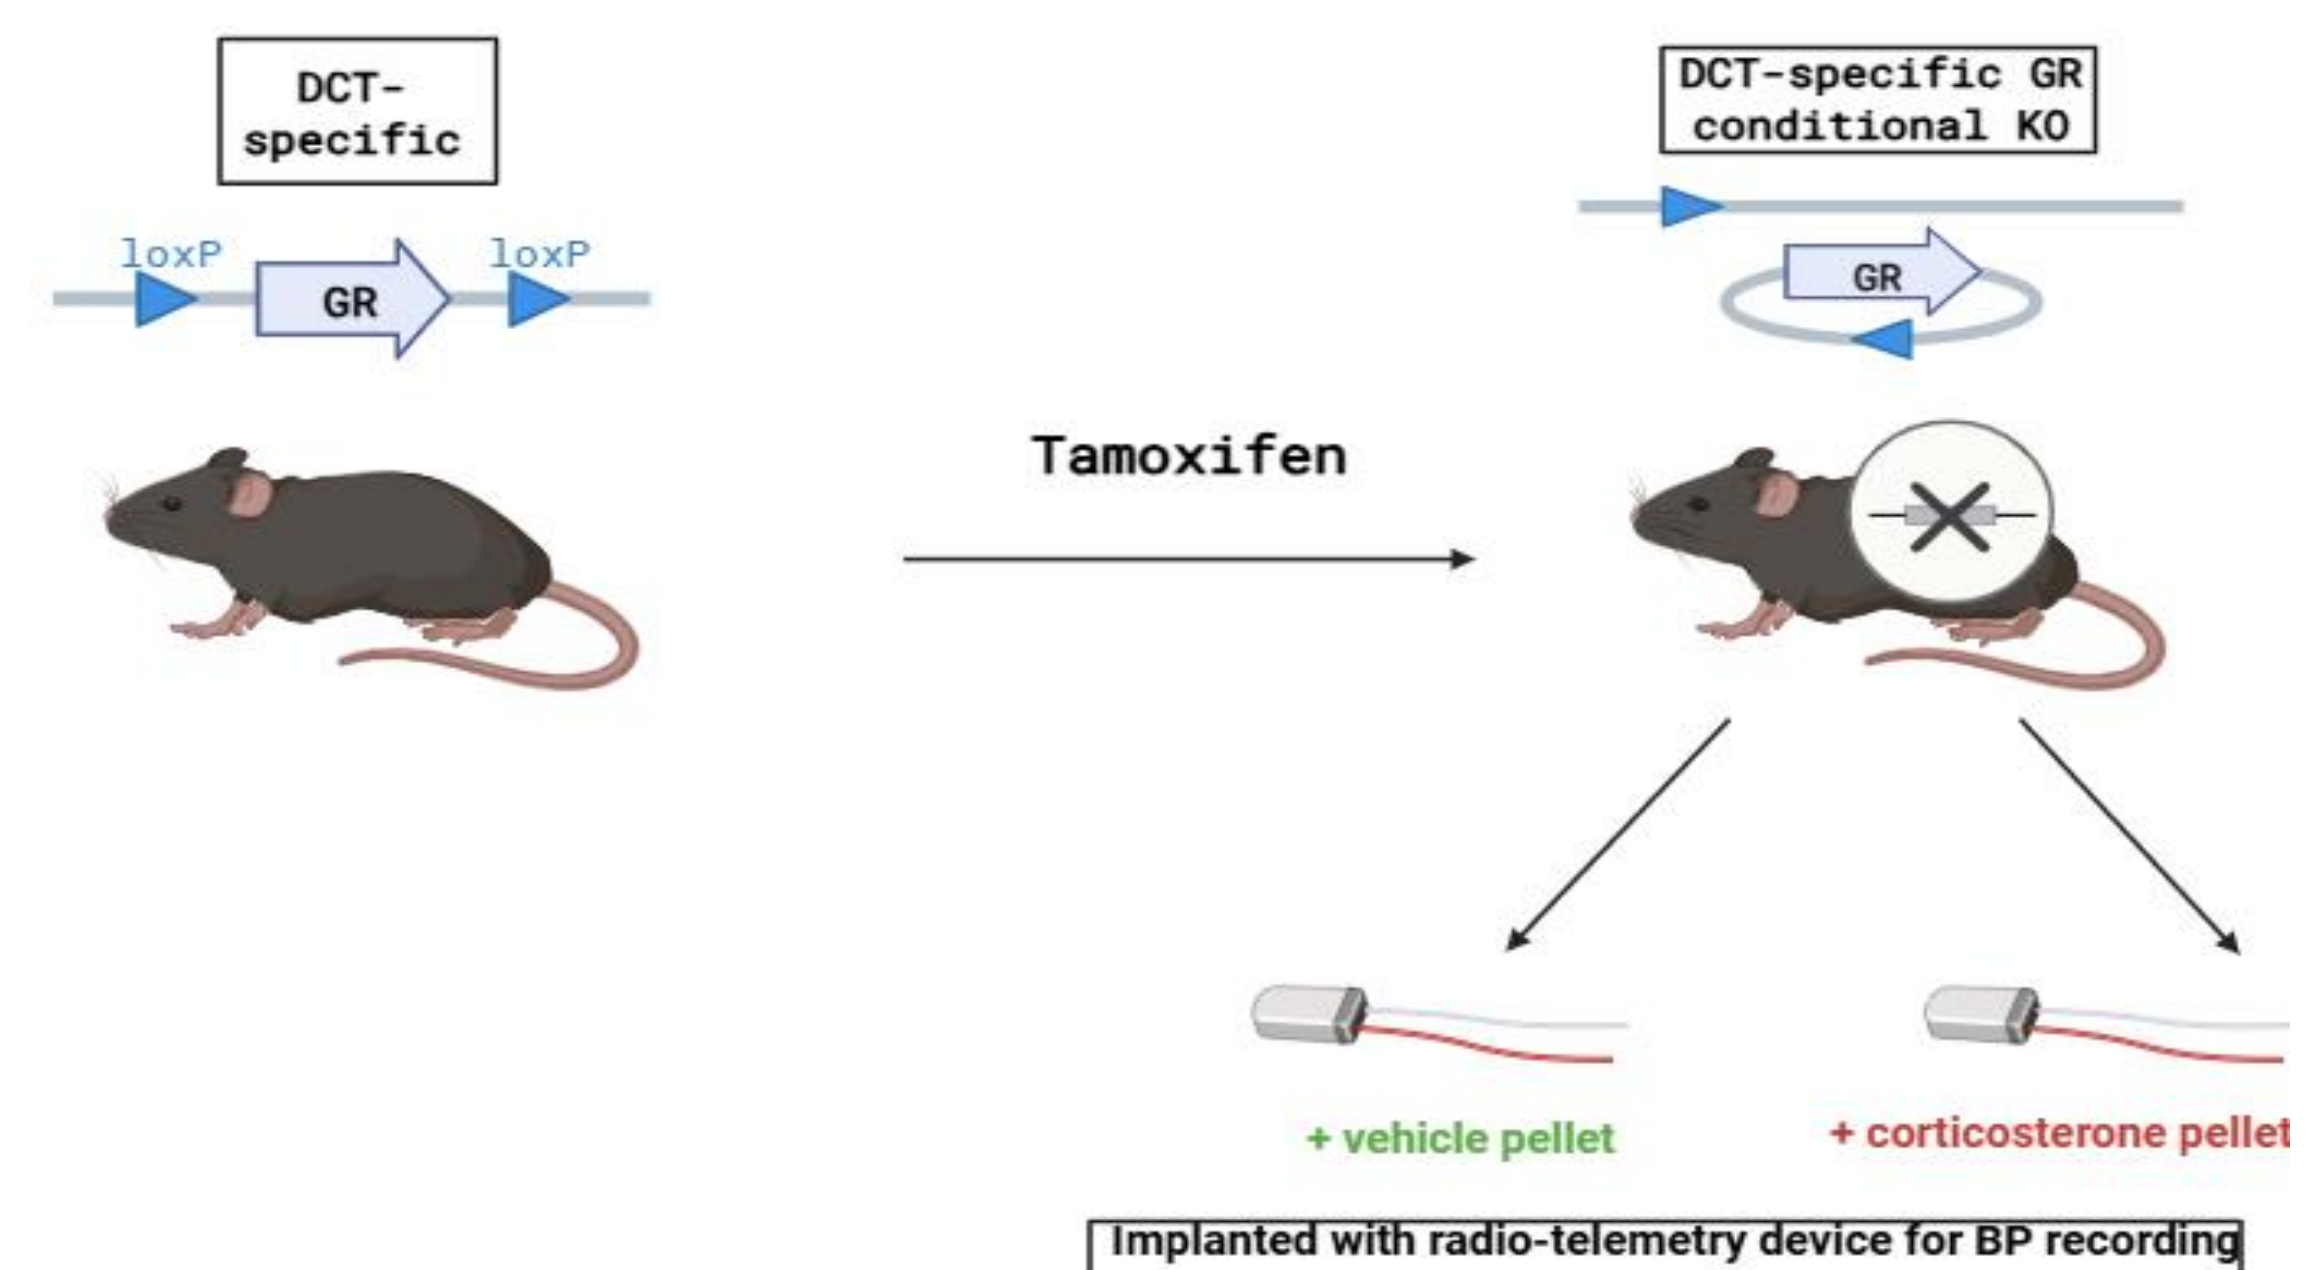 DCT-
specific
DCT-specific GR
conditional KO
loxP
loxP
GR
GR
Tamoxifen
+ vehicle pellet
+ corticosterone pellet
Implanted with radio-telemetry device for BP recording